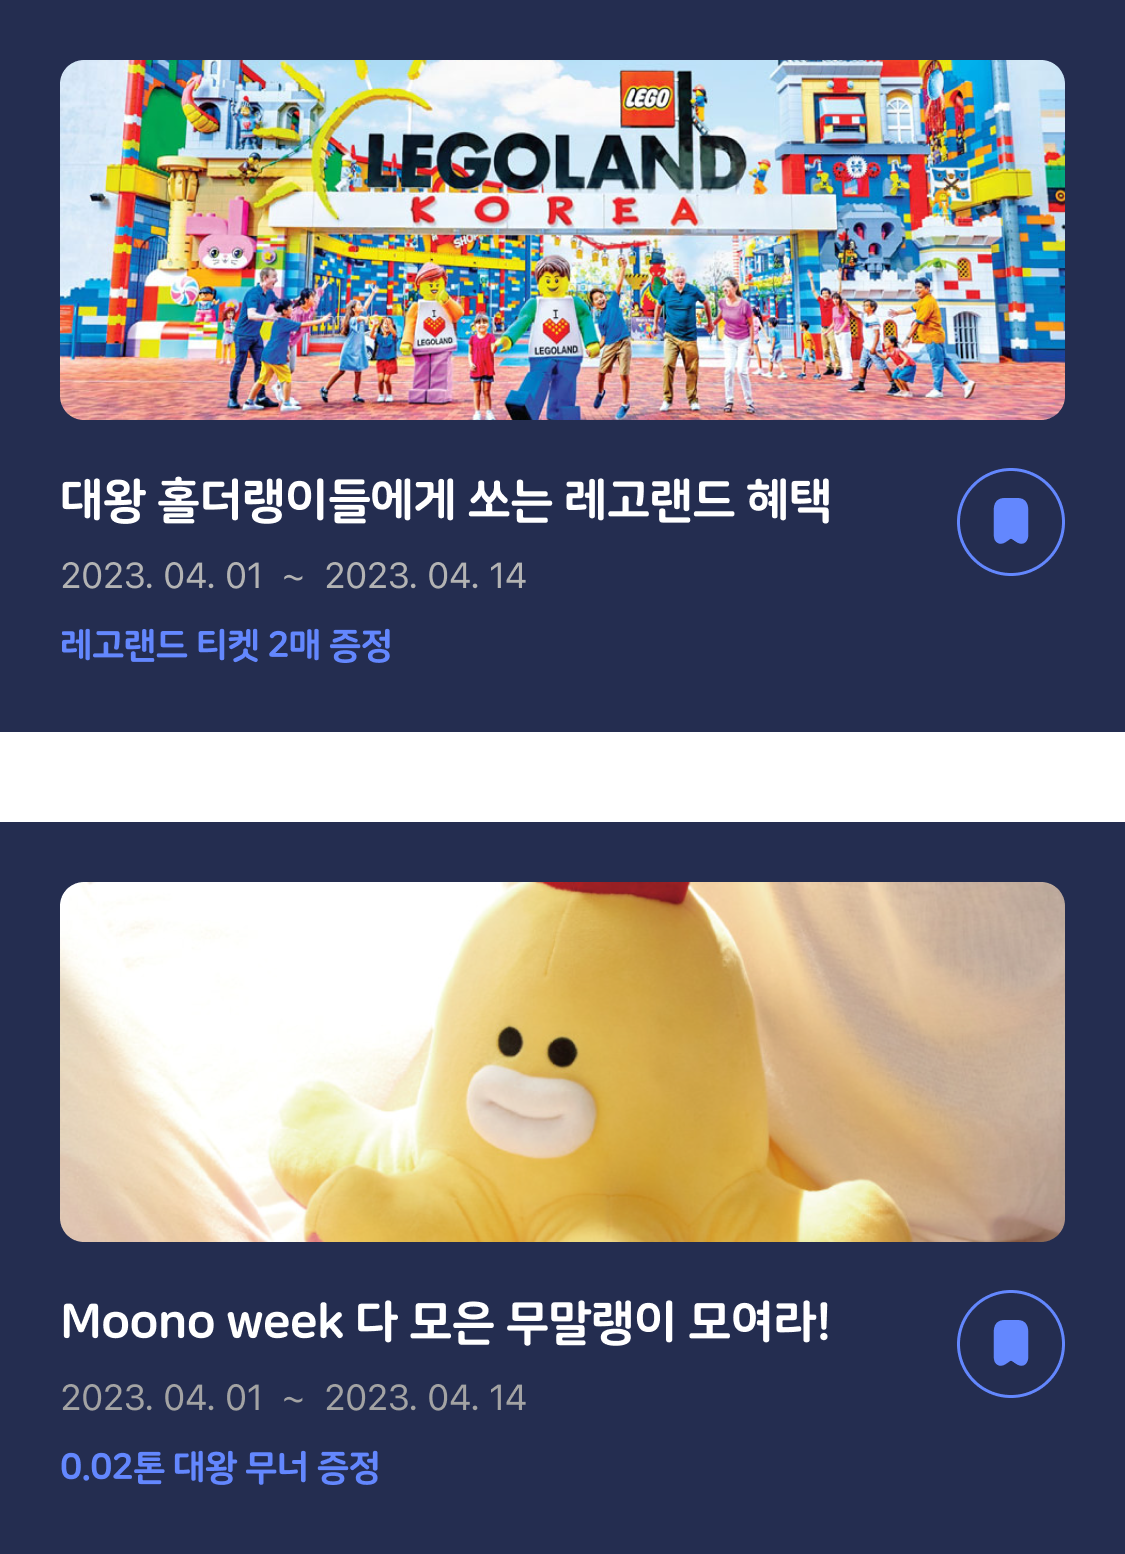 LEGO
LEGOLAND
KOREA
SHO
I
LEGOLAND
I
LEGOLAND
대왕 홀더랭이들에게 쏘는 레고랜드 혜택
2023. 04. 01 ~ 2023. 04. 14
레고랜드 티켓 2매 증정
Moono week 다 모은 무말랭이 모여라!
2023. 04. 01 ~ 2023. 04. 14
0.02톤 대왕 무너 증정